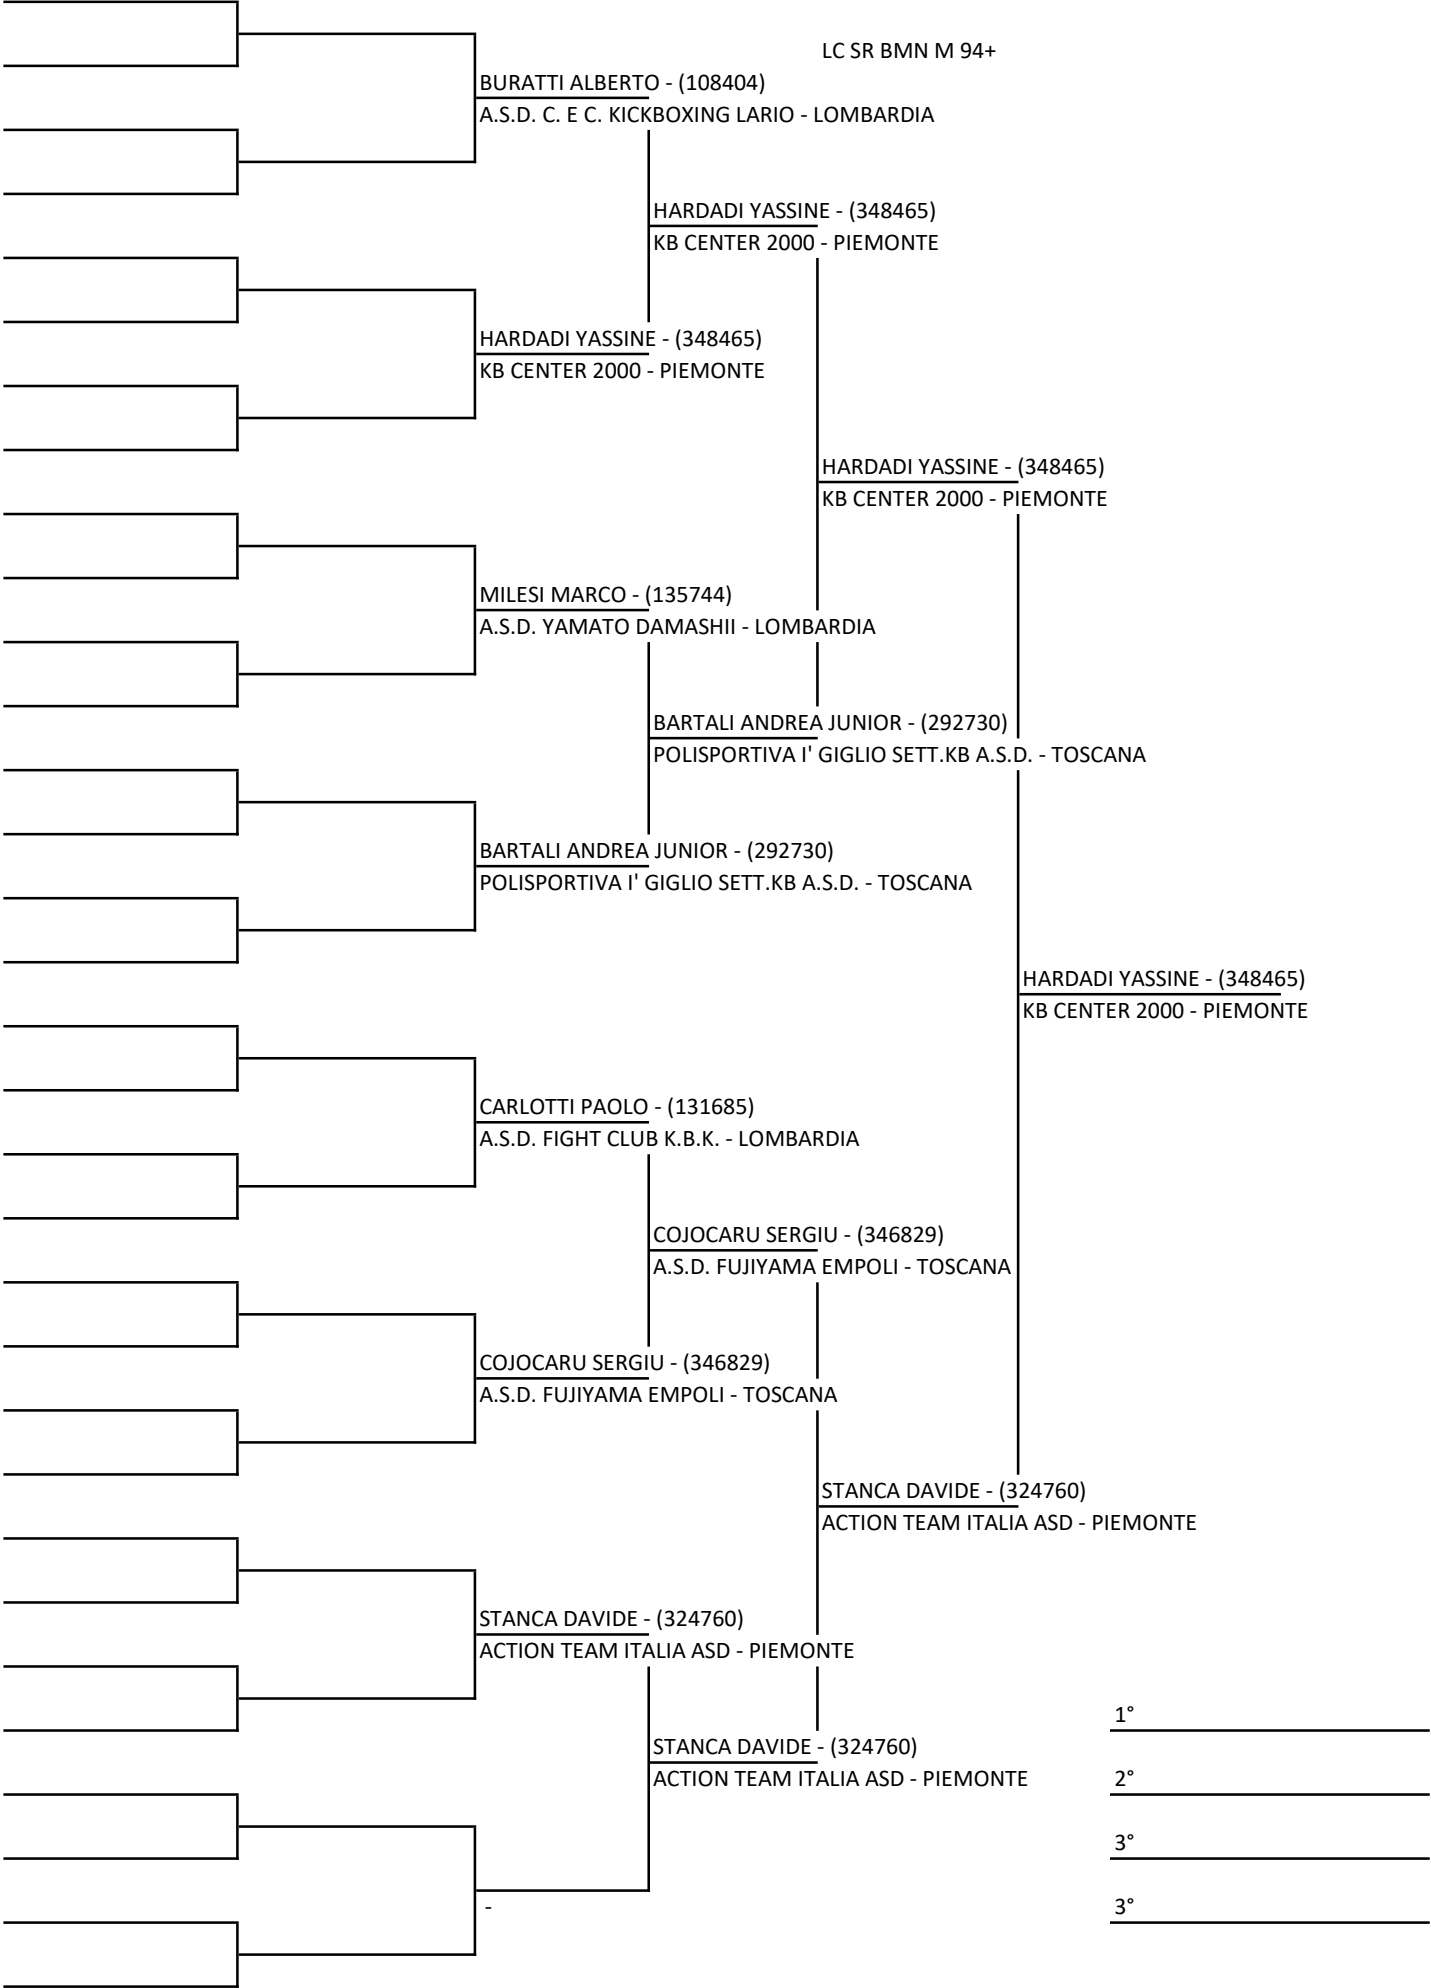 LC SR BMN M 94+
BURATTI ALBERTO - (108404)
A.S.D. C. E C. KICKBOXING LARIO - LOMBARDIA
HARDADI YASSINE - (348465)
KB CENTER 2000 - PIEMONTE
HARDADI YASSINE - (348465)
KB CENTER 2000 - PIEMONTE
HARDADI YASSINE - (348465)
KB CENTER 2000 - PIEMONTE
MILESI MARCO - (135744)
A.S.D. YAMATO DAMASHII - LOMBARDIA
BARTALI ANDREA JUNIOR - (292730)
POLISPORTIVA I' GIGLIO SETT.KB A.S.D. - TOSCANA
BARTALI ANDREA JUNIOR - (292730)
POLISPORTIVA I' GIGLIO SETT.KB A.S.D. - TOSCANA
HARDADI YASSINE - (348465)
KB CENTER 2000 - PIEMONTE
CARLOTTI PAOLO - (131685)
A.S.D. FIGHT CLUB K.B.K. - LOMBARDIA
COJOCARU SERGIU - (346829)
A.S.D. FUJIYAMA EMPOLI - TOSCANA
COJOCARU SERGIU - (346829)
A.S.D. FUJIYAMA EMPOLI - TOSCANA
STANCA DAVIDE - (324760)
ACTION TEAM ITALIA ASD - PIEMONTE
STANCA DAVIDE - (324760)
ACTION TEAM ITALIA ASD - PIEMONTE
1°
STANCA DAVIDE - (324760)
ACTION TEAM ITALIA ASD - PIEMONTE
2°
3°
-
3°